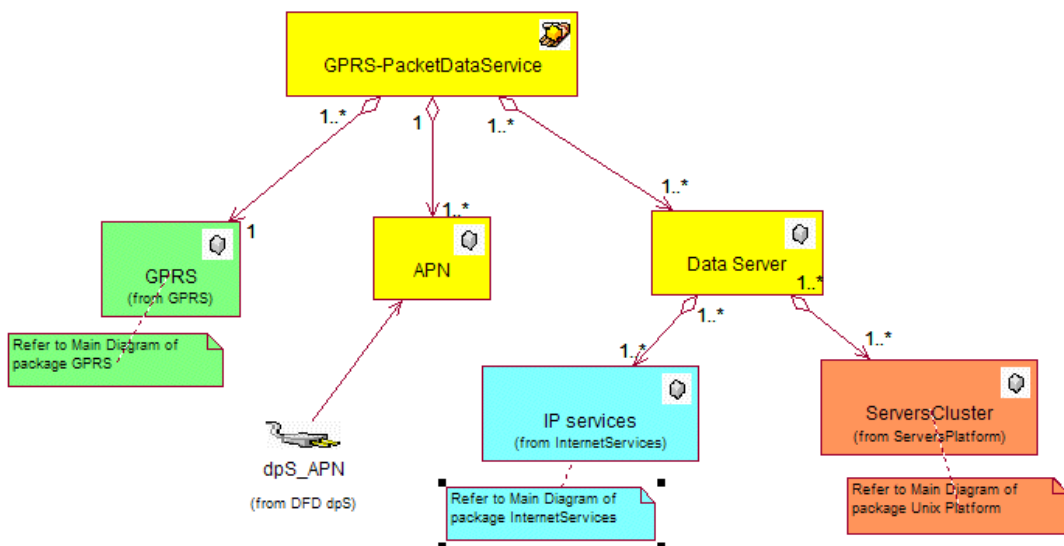 GPRS-PacketDataService
1..*
1
1..*
1
1..*
1..*
GPRS
(from GPRS)
APN
Data Server
1..*
1..*
Refer to Main Diagram of
package GPRS
1..*
1..*
IP services
(from InternetServices)
ServersCluster
(from ServersPlatform)
dpS_APN
(from DFD dpS)
Refer to Main Diagram of
package InternetServices
Refer to Main Diagram of
package Unix Platform